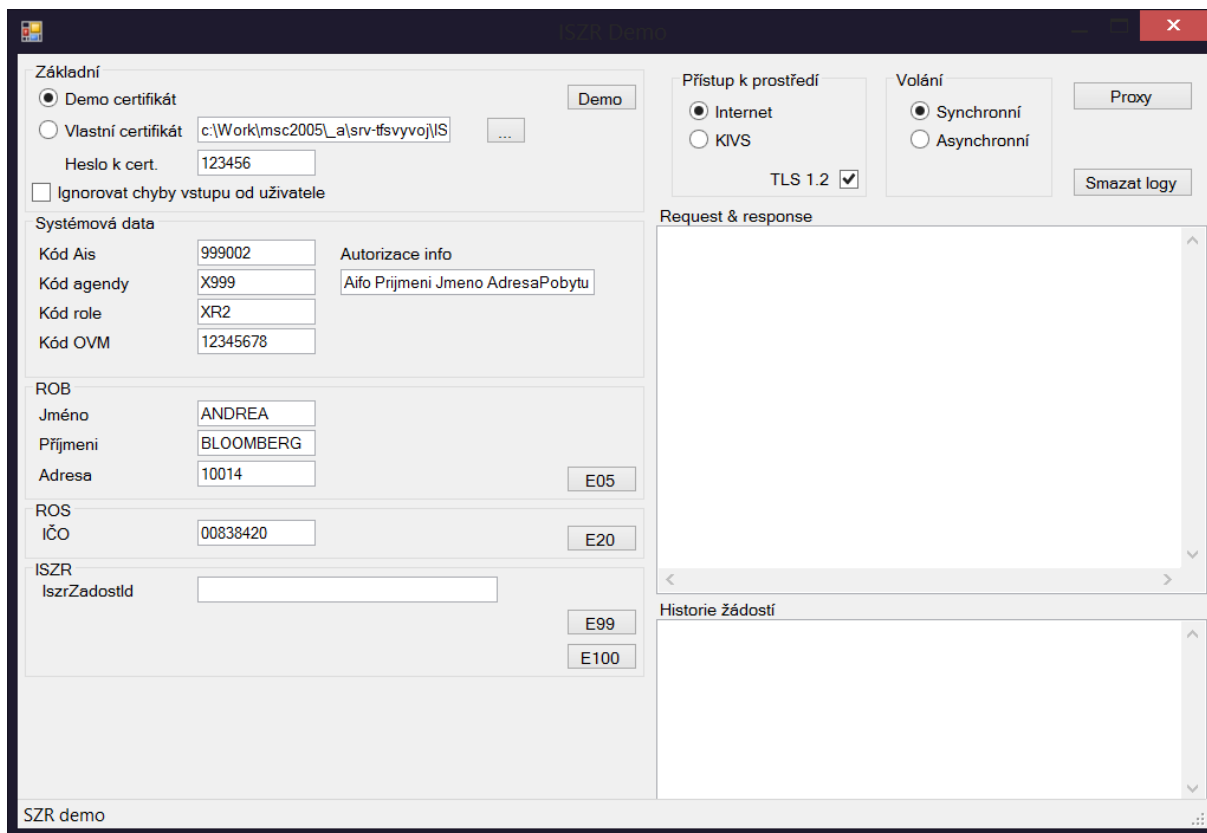 ISZR Demo
Základní
Demo certifikát
Demo
Vlastní certifikát
c:\Work\msc2005\_a\srv-tfsvyvoj\IS
...
Heslo k cert.
123456
Ignorovat chyby vstupu od uživatele
Přístup k prostředí
Internet
KIVS
TLS 1.2
Volání
Synchronní
Asynchronní
Proxy
Smazat logy
Systémová data
Kód Ais
999002
Autorizace info
Kód agendy
X999
Aifo Prijmeni Jmeno AdresaPobytu
Kód role
XR2
Kód OVM
12345678
ROB
Jméno
ANDREA
Příjmeni
BLOOMBERG
Adresa
10014
E05
ROS
IČO
00838420
E20
ISZR
IszrZadostId
E99
E100
Request & response
Historie žádostí
SZR demo